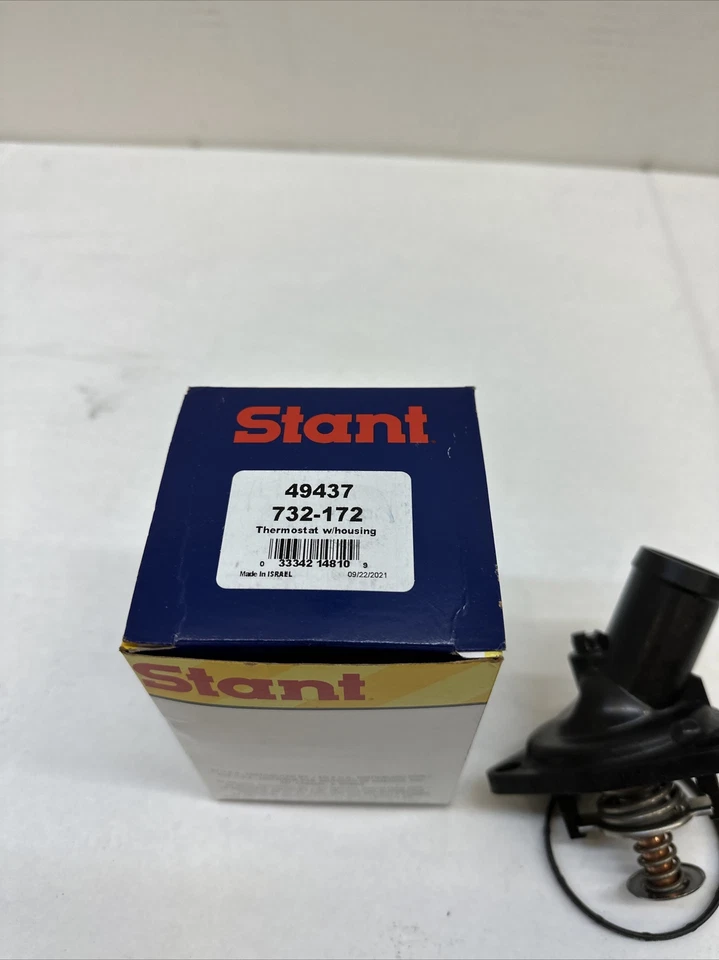 Stant
49437
732-172
Thermostat w/housing
0 33342 14810 9
Made In ISRAEL 09/22/2021
Stant